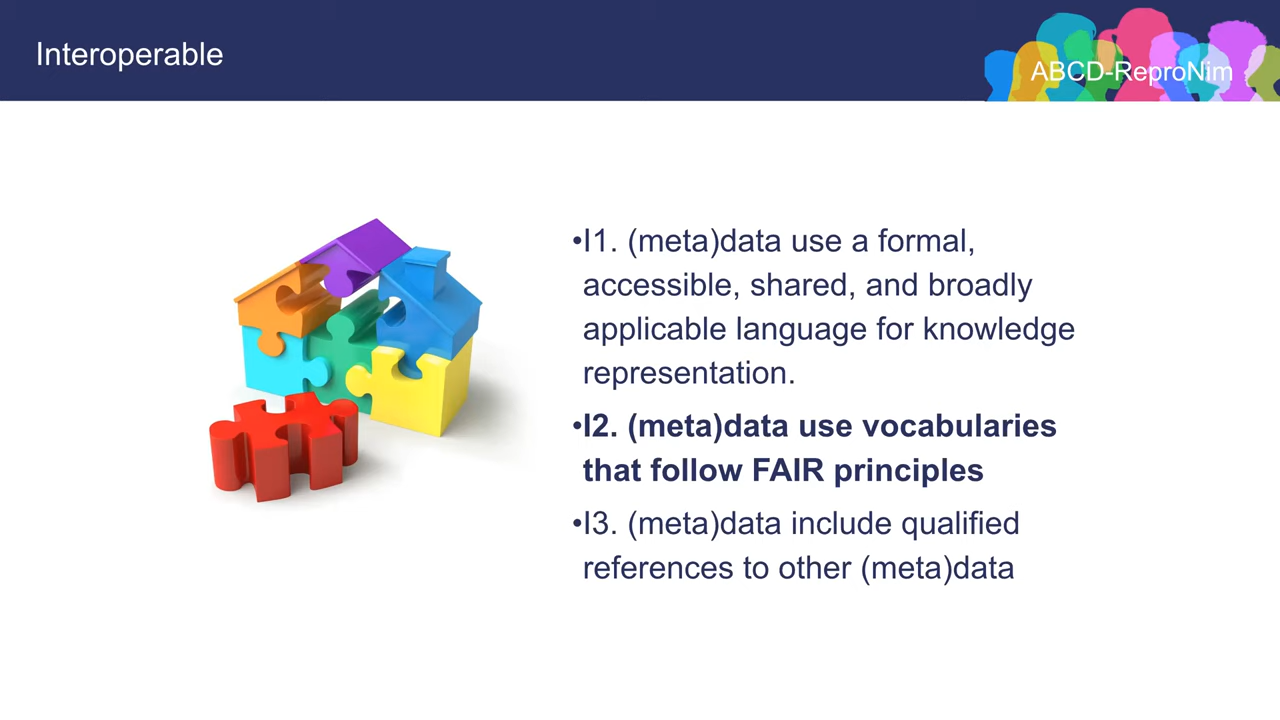 Interoperable
ABCD-ReproNim
•I1. (meta)data use a formal,
accessible, shared, and broadly
applicable language for knowledge
representation.
•I2. (meta)data use vocabularies
that follow FAIR principles
•I3. (meta)data include qualified
references to other (meta)data